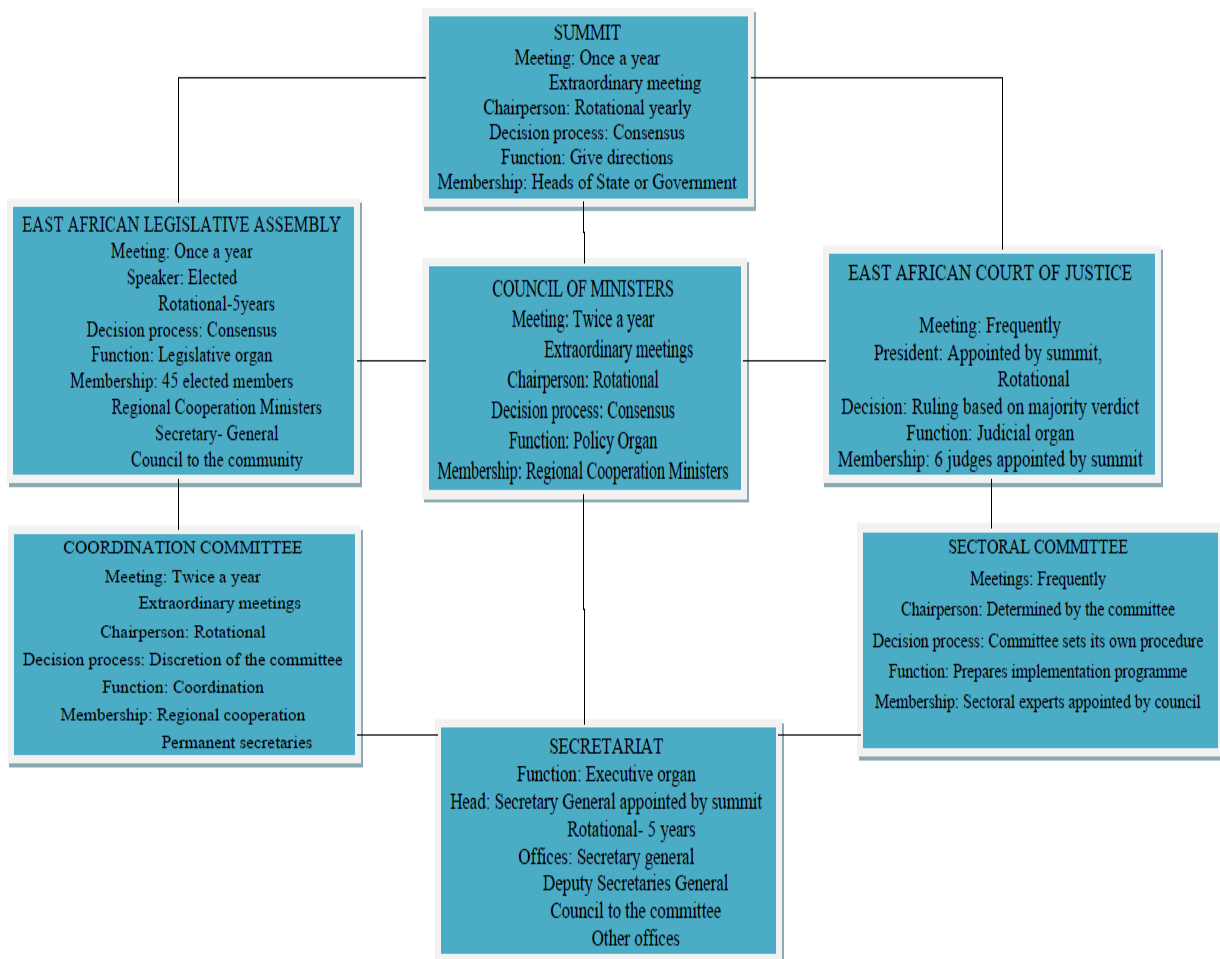 SUMMIT
Meeting: Once a year
Extraordinary meeting
Chairperson: Rotational yearly
Decision process: Consensus
Function: Give directions
Membership: Heads of State or Government
EAST AFRICAN LEGISLATIVE ASSEMBLY
Meeting: Once a year
Speaker: Elected
Rotational-5years
Decision process: Consensus
Function: Legislative organ
Membership: 45 elected members
Regional Cooperation Ministers
Secretary- General
Council to the community
COUNCIL OF MINISTERS
Meeting: Twice a year
Extraordinary meetings
Chairperson: Rotational
Decision process: Consensus
Function: Policy Organ
Membership: Regional Cooperation Ministers
EAST AFRICAN COURT OF JUSTICE
Meeting: Frequently
President: Appointed by summit,
Rotational
Decision: Ruling based on majority verdict
Function: Judicial organ
Membership: 6 judges appointed by summit
COORDINATION COMMITTEE
Meeting: Twice a year
Extraordinary meetings
Chairperson: Rotational
Decision process: Discretion of the committee
Function: Coordination
Membership: Regional cooperation
Permanent secretaries
SECTORAL COMMITTEE
Meetings: Frequently
Chairperson: Determined by the committee
Decision process: Committee sets its own procedure
Function: Prepares implementation programme
Membership: Sectoral experts appointed by council
SECRETARIAT
Function: Executive organ
Head: Secretary General appointed by summit
Rotational- 5 years
Offices: Secretary general
Deputy Secretaries General
Council to the committee
Other offices